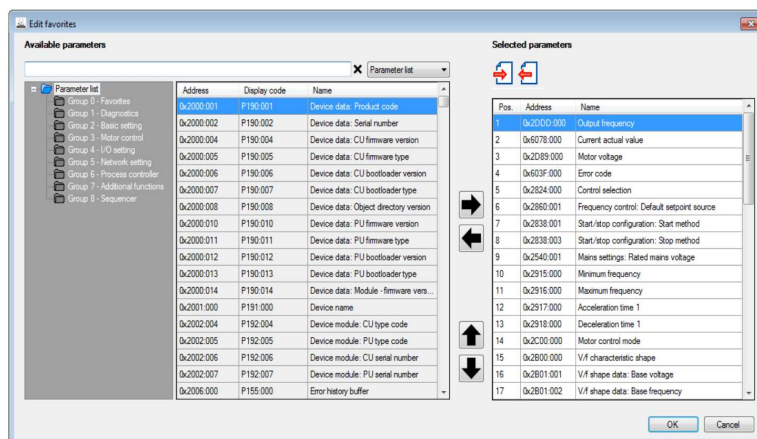 Edit favorites
Available parameters
Parameter list
Parameter list
Group 0 - Favorites
Group 1 - Diagnostics
Group 2 - Basic setting
Group 3 - Motor control
Group 4 - I/O setting
Group 5 - Network setting
Group 6 - Process controller
Group 7 - Additional functions
Group 8 - Sequencer
Address Display code Name
0x2000:001 P190:001 Device data: Product code
0x2000:002 P190:002 Device data: Serial number
0x2000:004 P190:004 Device data: CU firmware version
0x2000:005 P190:005 Device data: CU firmware type
0x2000:006 P190:006 Device data: CU bootloader version
0x2000:007 P190:007 Device data: CU bootloader type
0x2000:008 P190:008 Device data: Object directory version
0x2000:010 P190:010 Device data: PU firmware version
0x2000:011 P190:011 Device data: PU firmware type
0x2000:012 P190:012 Device data: PU bootloader version
0x2000:013 P190:013 Device data: PU bootloader type
0x2000:014 P190:014 Device data: Module - firmware vers...
0x2001:000 P191:000 Device name
0x2002:004 P192:004 Device module: CU type code
0x2002:005 P192:005 Device module: PU type code
0x2002:006 P192:006 Device module: CU serial number
0x2002:007 P192:007 Device module: PU serial number
0x2006:000 P155:000 Error history buffer
Selected parameters
Pos. Address Name
1 0x2DDD:000 Output frequency
2 0x6078:000 Current actual value
3 0x2D89:000 Motor voltage
4 0x603F:000 Error code
5 0x2824:000 Control selection
6 0x2860:001 Frequency control: Default setpoint source
7 0x2838:001 Start/stop configuration: Start method
8 0x2838:003 Start/stop configuration: Stop method
9 0x2540:001 Mains settings: Rated mains voltage
10 0x2915:000 Minimum frequency
11 0x2916:000 Maximum frequency
12 0x2917:000 Acceleration time 1
13 0x2918:000 Deceleration time 1
14 0x2C00:000 Motor control mode
15 0x2B00:000 V/f characteristic shape
16 0x2B01:001 V/f shape data: Base voltage
17 0x2B01:002 V/f shape data: Base frequency
OK Cancel